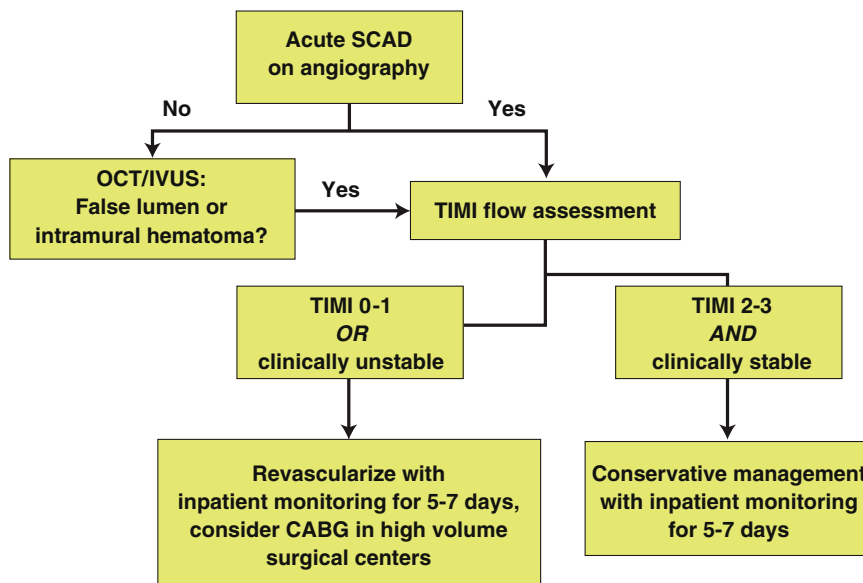 Acute SCAD
on angiography
No
Yes
OCT/IVUS:
False lumen or
intramural hematoma?
Yes
TIMI flow assessment
TIMI 0-1
OR
clinically unstable
TIMI 2-3
AND
clinically stable
Revascularize with
inpatient monitoring for 5-7 days,
consider CABG in high volume
surgical centers
Conservative management
with inpatient monitoring
for 5-7 days